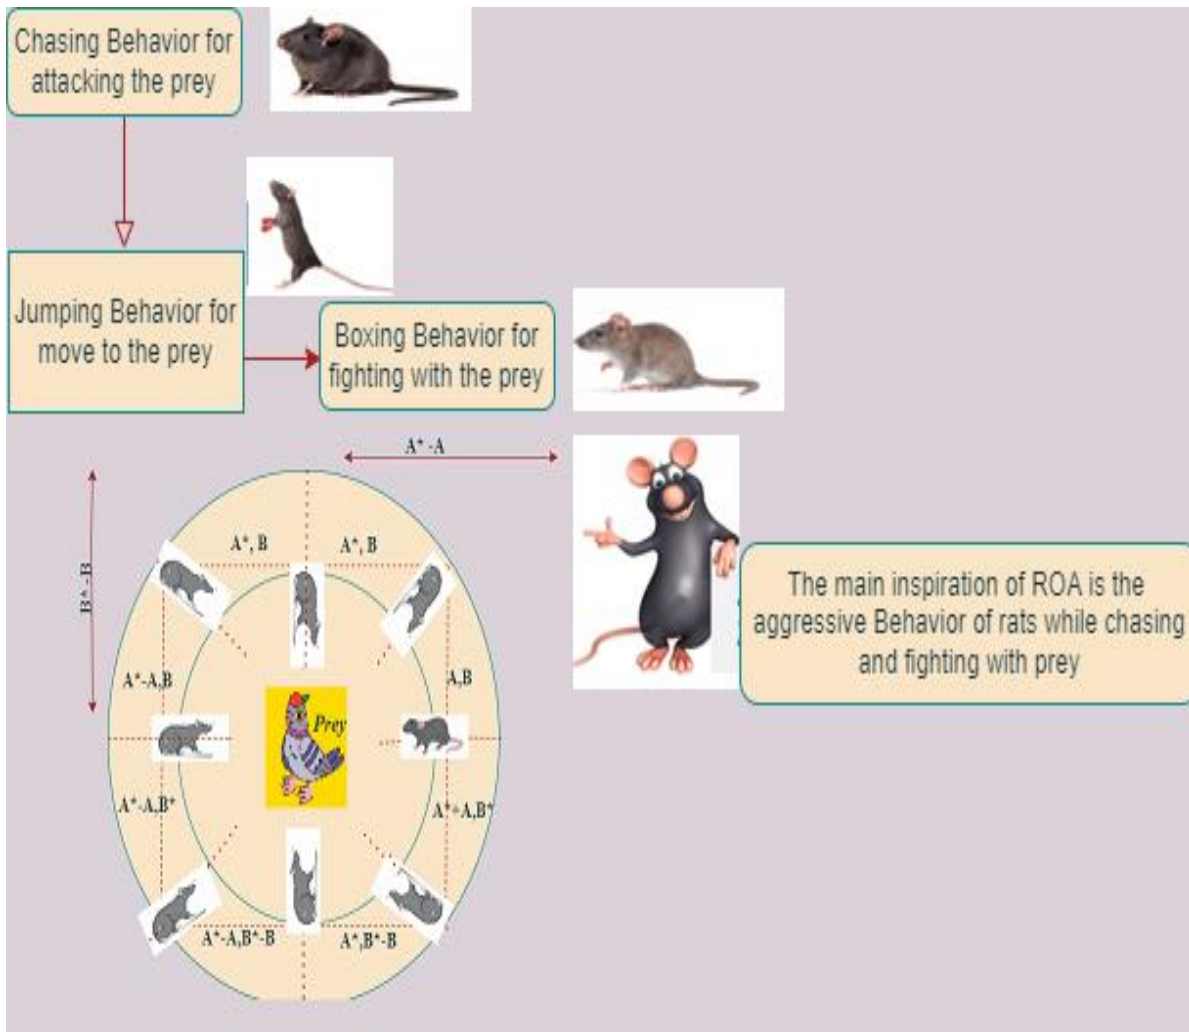 Chasing Behavior for
attacking the prey
Jumping Behavior for
move to the prey
Boxing Behavior for
fighting with the prey
A* -A
B* -B
A*, B
A*, B
The main inspiration of ROA is the
aggressive Behavior of rats while chasing
and fighting with prey
A*-A,B
A,B
Prey
A*-A,B*
A*+A,B*
A*-A,B*-B
A*,B*-B